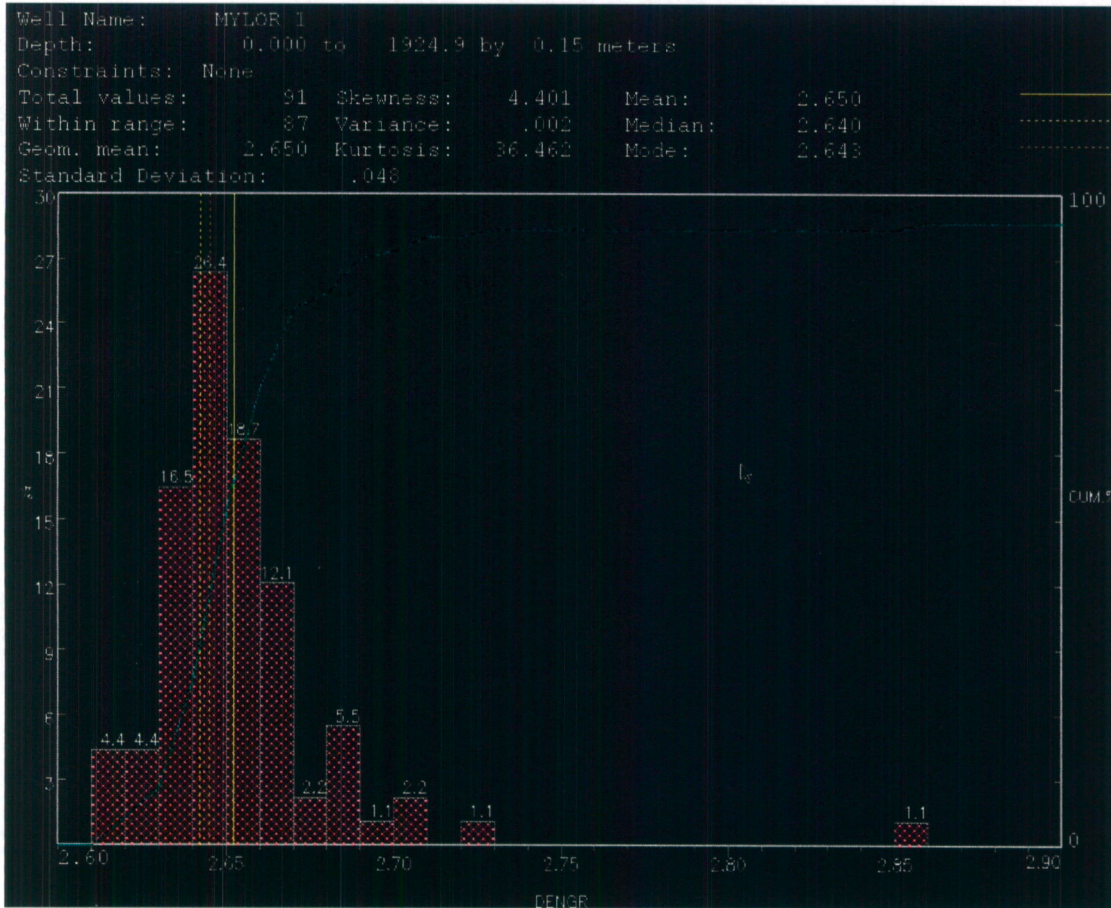 Well Name: MYLOR 1
Depth: 0.000 to 1924.9 by 0.15 meters
Constraints: None
Total values: 91 Skewness: 4.401 Mean: 2.650
Within range: 87 Variance: .002 Median: 2.640
Geom. mean: 2.650 Kurtosis: 36.462 Mode: 2.643
Standard Deviation: .048
30 100
27
26.4
24
21
18.7
18
16.5
%
CUM.%
15
12 12.1
9
6
5.5
4.4 4.4
3
2.2 1.1 2.2 1.1 1.1
0
2.60 2.65 2.70 2.75 2.80 2.85 2.90
DENGR